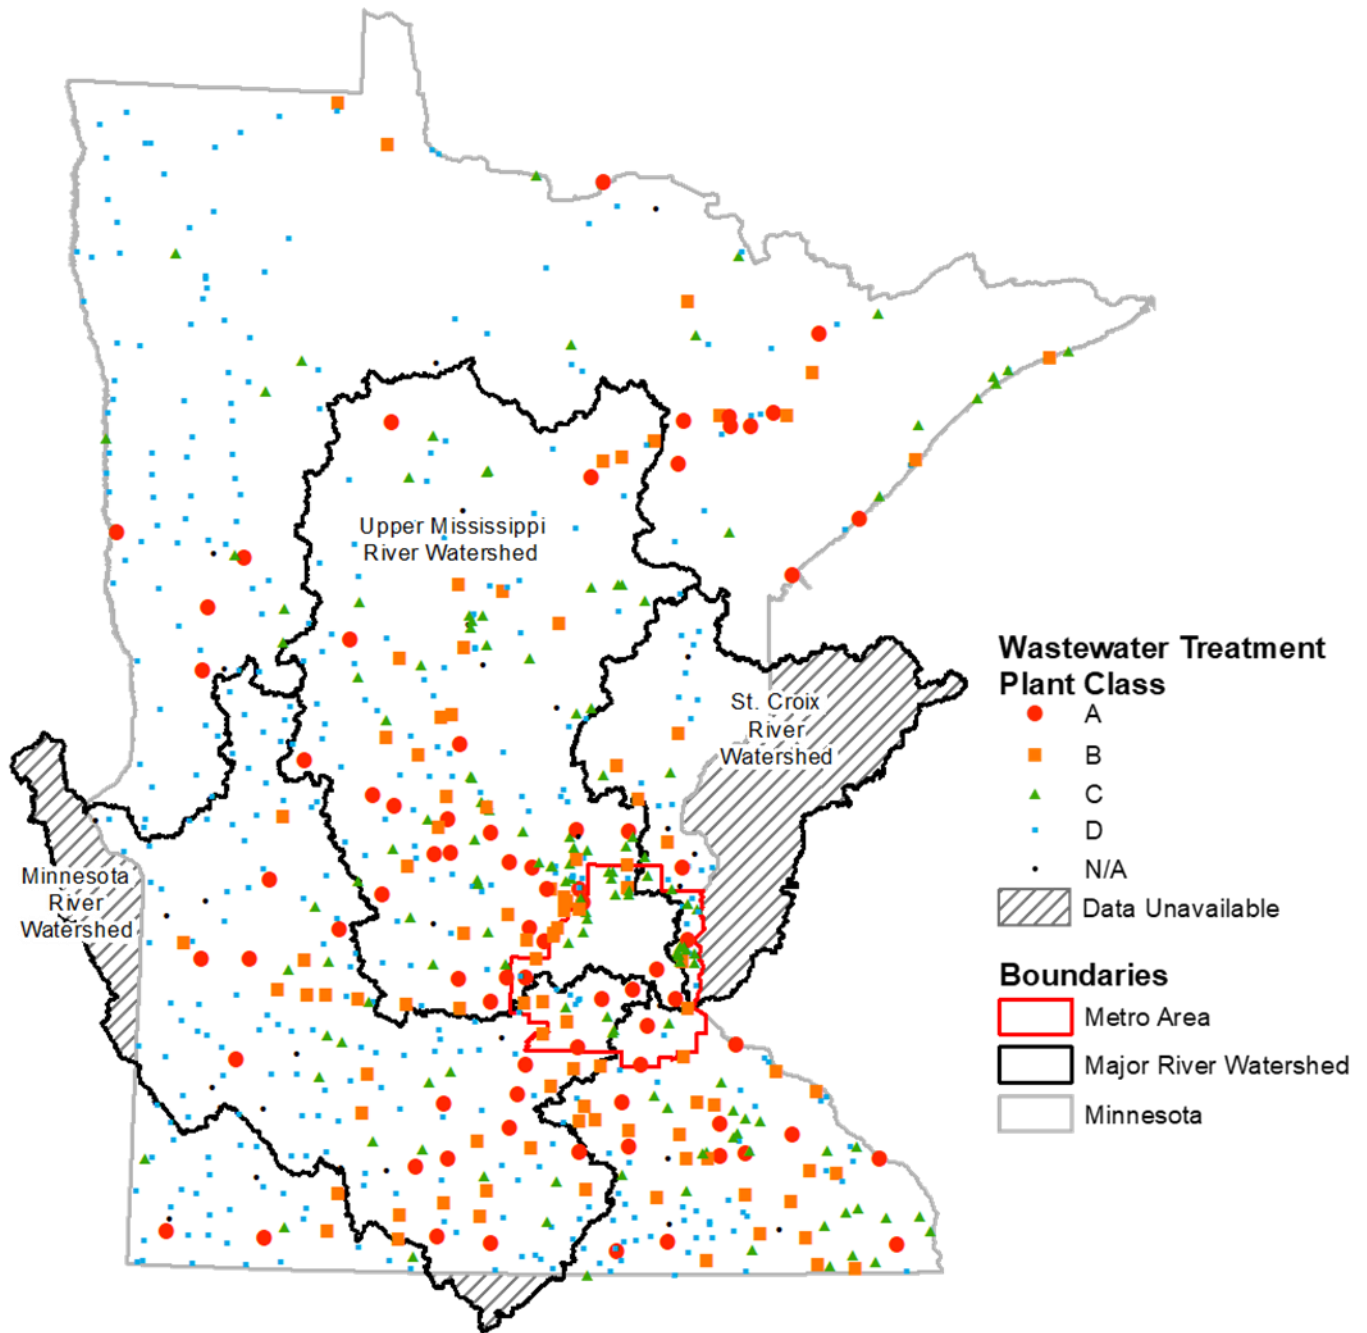 Upper Mississippi
River Watershed
St. Croix
River
Watershed
Minnesota
River
Watershed
Wastewater Treatment
Plant Class
A
B
C
D
N/A
Data Unavailable
Boundaries
Metro Area
Major River Watershed
Minnesota